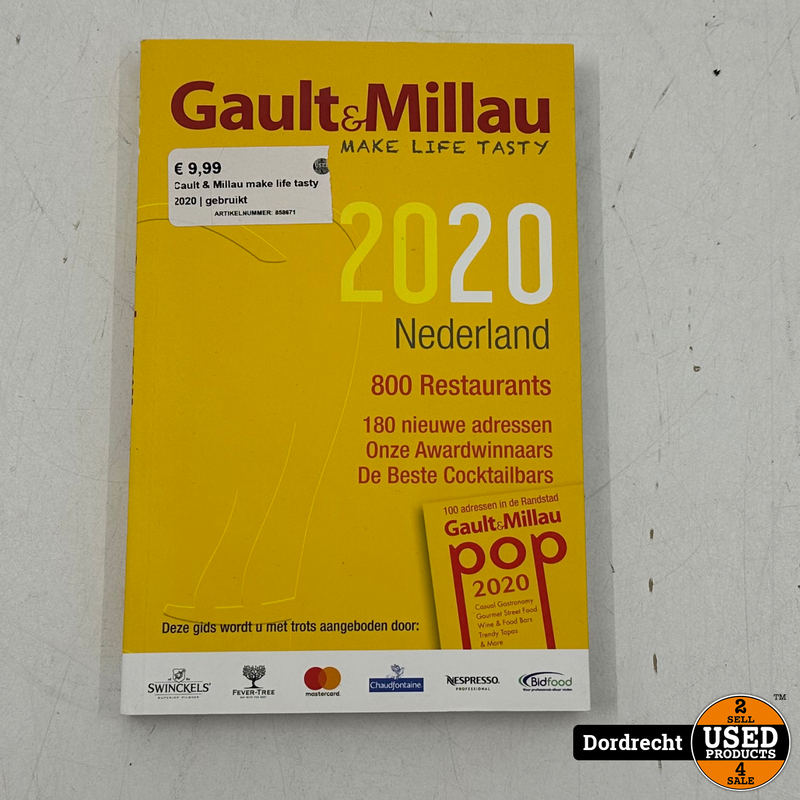 Gault&Millau
MAKE LIFE TASTY
€ 9,99
Cault & Millau make life tasty
2020 | gebruikt
ARTIKELNUMMER: 858671
2020
Nederland
800 Restaurants
180 nieuwe adressen
Onze Awardwinnaars
De Beste Cocktailbars
100 adressen in de Randstad
Gault&Millau
pop
2020
Casual Gastronomy
Gourmet Street Food
Wine & Food Bars
Trendy Tapas
& More
Deze gids wordt u met trots aangeboden door:
SWINCKELS'
SUPERIOR PILSNER
FEVER-TREE
mastercard.
Chaudfontaine
NESPRESSO.
PROFESSIONAL
Bidfood
Dordrecht
2
SELL
USED
PRODUCTS
4
SALE
TM